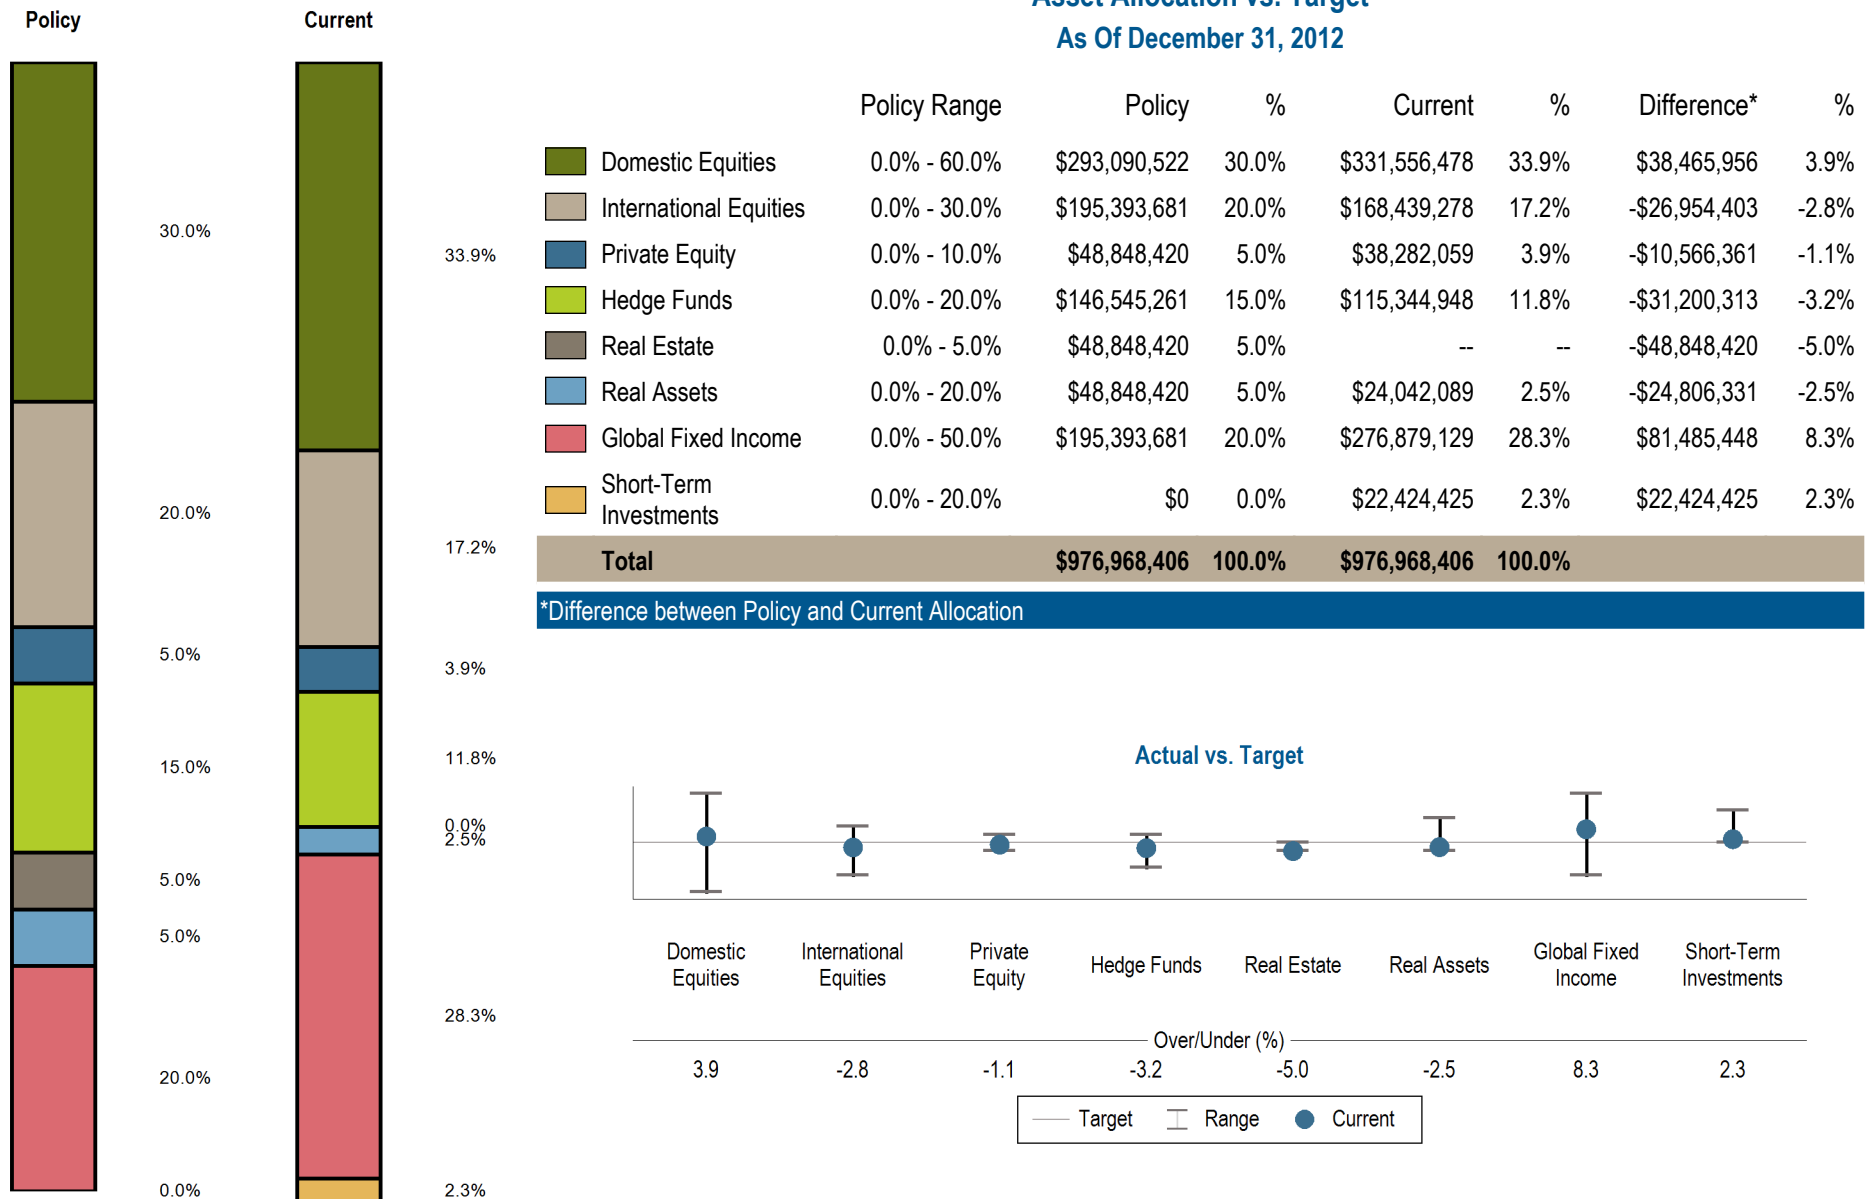 Policy
Current
Asset Allocation vs. Target
As Of December 31, 2012
Policy Range Policy % Current % Difference* %
Domestic Equities 0.0% - 60.0% $293,090,522 30.0% $331,556,478 33.9% $38,465,956 3.9%
International Equities 0.0% - 30.0% $195,393,681 20.0% $168,439,278 17.2% -$26,954,403 -2.8%
Private Equity 0.0% - 10.0% $48,848,420 5.0% $38,282,059 3.9% -$10,566,361 -1.1%
Hedge Funds 0.0% - 20.0% $146,545,261 15.0% $115,344,948 11.8% -$31,200,313 -3.2%
Real Estate 0.0% - 5.0% $48,848,420 5.0% -- -- -$48,848,420 -5.0%
Real Assets 0.0% - 20.0% $48,848,420 5.0% $24,042,089 2.5% -$24,806,331 -2.5%
Global Fixed Income 0.0% - 50.0% $195,393,681 20.0% $276,879,129 28.3% $81,485,448 8.3%
Short-Term
Investments 0.0% - 20.0% $0 0.0% $22,424,425 2.3% $22,424,425 2.3%
Total $976,968,406 100.0% $976,968,406 100.0%
*Difference between Policy and Current Allocation
30.0%
20.0%
5.0%
15.0%
5.0%
5.0%
20.0%
0.0%
33.9%
17.2%
3.9%
11.8%
0.0%
2.5%
28.3%
2.3%
Actual vs. Target
Domestic
Equities
International
Equities
Private
Equity
Hedge Funds
Real Estate
Real Assets
Global Fixed
Income
Short-Term
Investments
Over/Under (%)
3.9 -2.8 -1.1 -3.2 -5.0 -2.5 8.3 2.3
Target Range Current